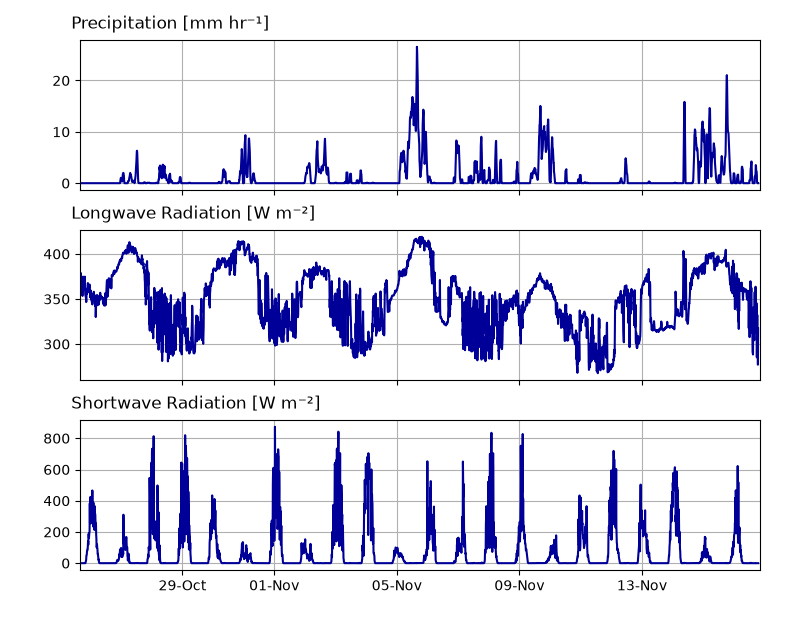 Precipitation [mm hr⁻¹]
20
10
0
Longwave Radiation [W m⁻²]
400
350
300
Shortwave Radiation [W m⁻²]
800
600
400
200
0
29-Oct 01-Nov 05-Nov 09-Nov 13-Nov